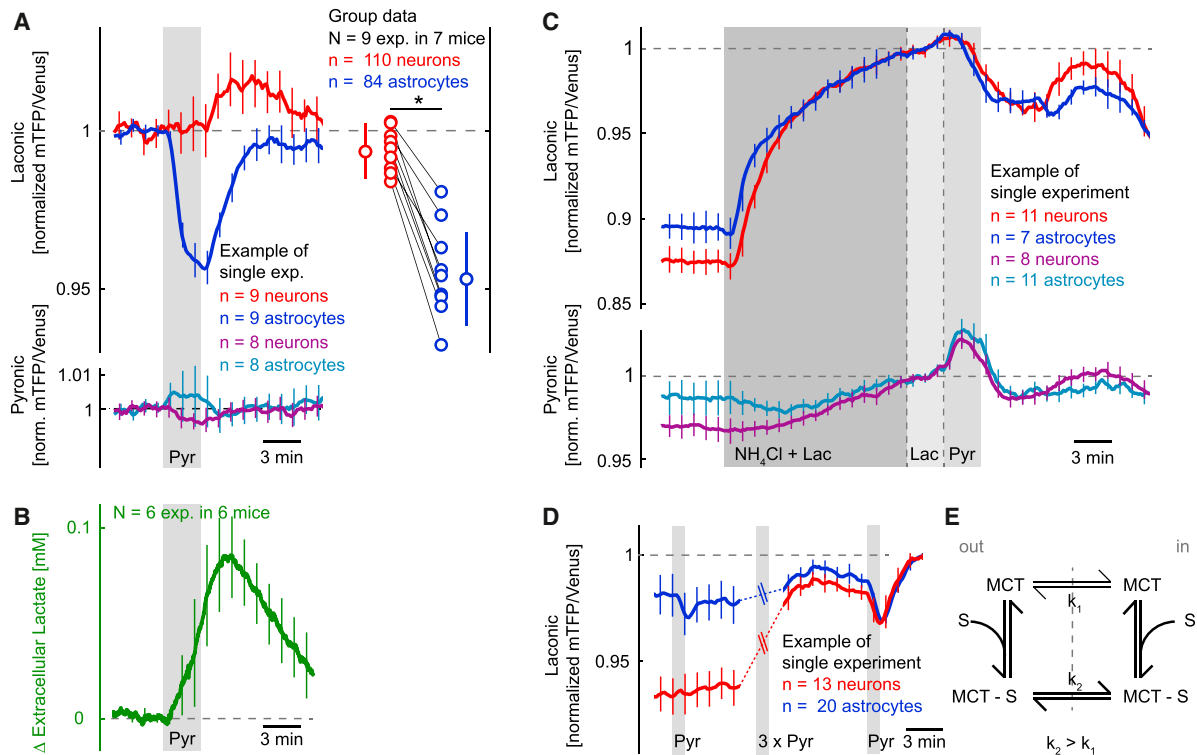 A
Group data
N = 9 exp. in 7 mice
n = 110 neurons
n = 84 astrocytes
*
Laconic
[normalized mTFP/Venus]
1
0.95
Example of
single exp.
n = 9 neurons
n = 9 astrocytes
n = 8 neurons
n = 8 astrocytes
Pyronic
[norm. mTFP/Venus]
1.01
1
Pyr
3 min
B
N = 6 exp. in 6 mice
Δ Extracellular Lactate [mM]
0.1
0
Pyr
3 min
C
Laconic
[normalized mTFP/Venus]
1
0.95
0.9
0.85
Example of
single experiment
n = 11 neurons
n = 7 astrocytes
n = 8 neurons
n = 11 astrocytes
Pyronic
[norm. mTFP/Venus]
1
0.95
NH₄Cl + Lac
Lac
Pyr
3 min
D
Laconic
[normalized mTFP/Venus]
1
0.95
Example of
single experiment
n = 13 neurons
n = 20 astrocytes
Pyr
3 x Pyr
Pyr
3 min
E
out
in
MCT
MCT
k₁
S
S
k₂
MCT - S
MCT - S
k₂ > k₁